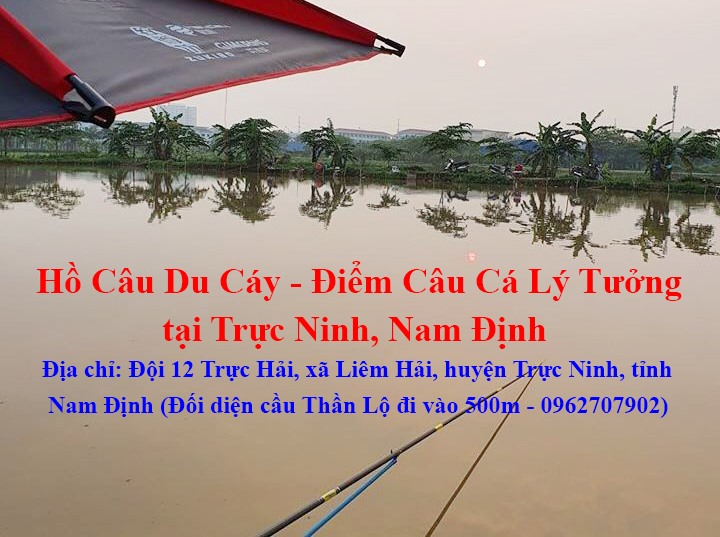 ZUKIBO
Hồ Câu Du Cáy - Điểm Câu Cá Lý Tưởng
tại Trực Ninh, Nam Định
Địa chỉ: Đội 12 Trực Hải, xã Liêm Hải, huyện Trực Ninh, tỉnh
Nam Định (Đối diện cầu Thần Lộ đi vào 500m - 0962707902)